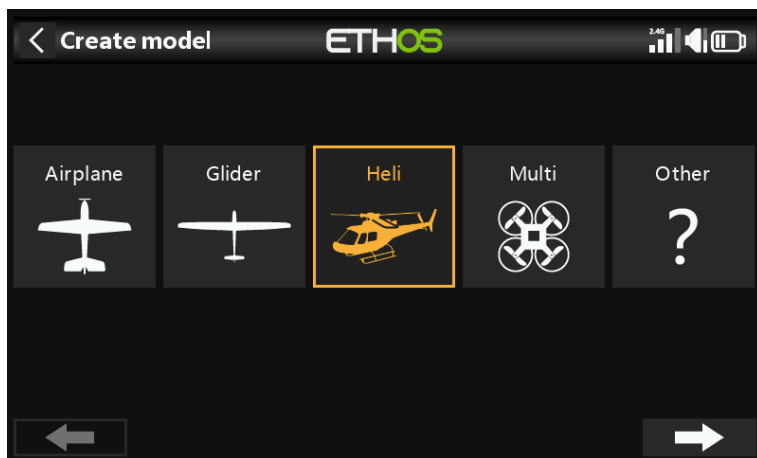 Create model
ETHOS
2.4G
Airplane
Glider
Heli
Multi
Other
?